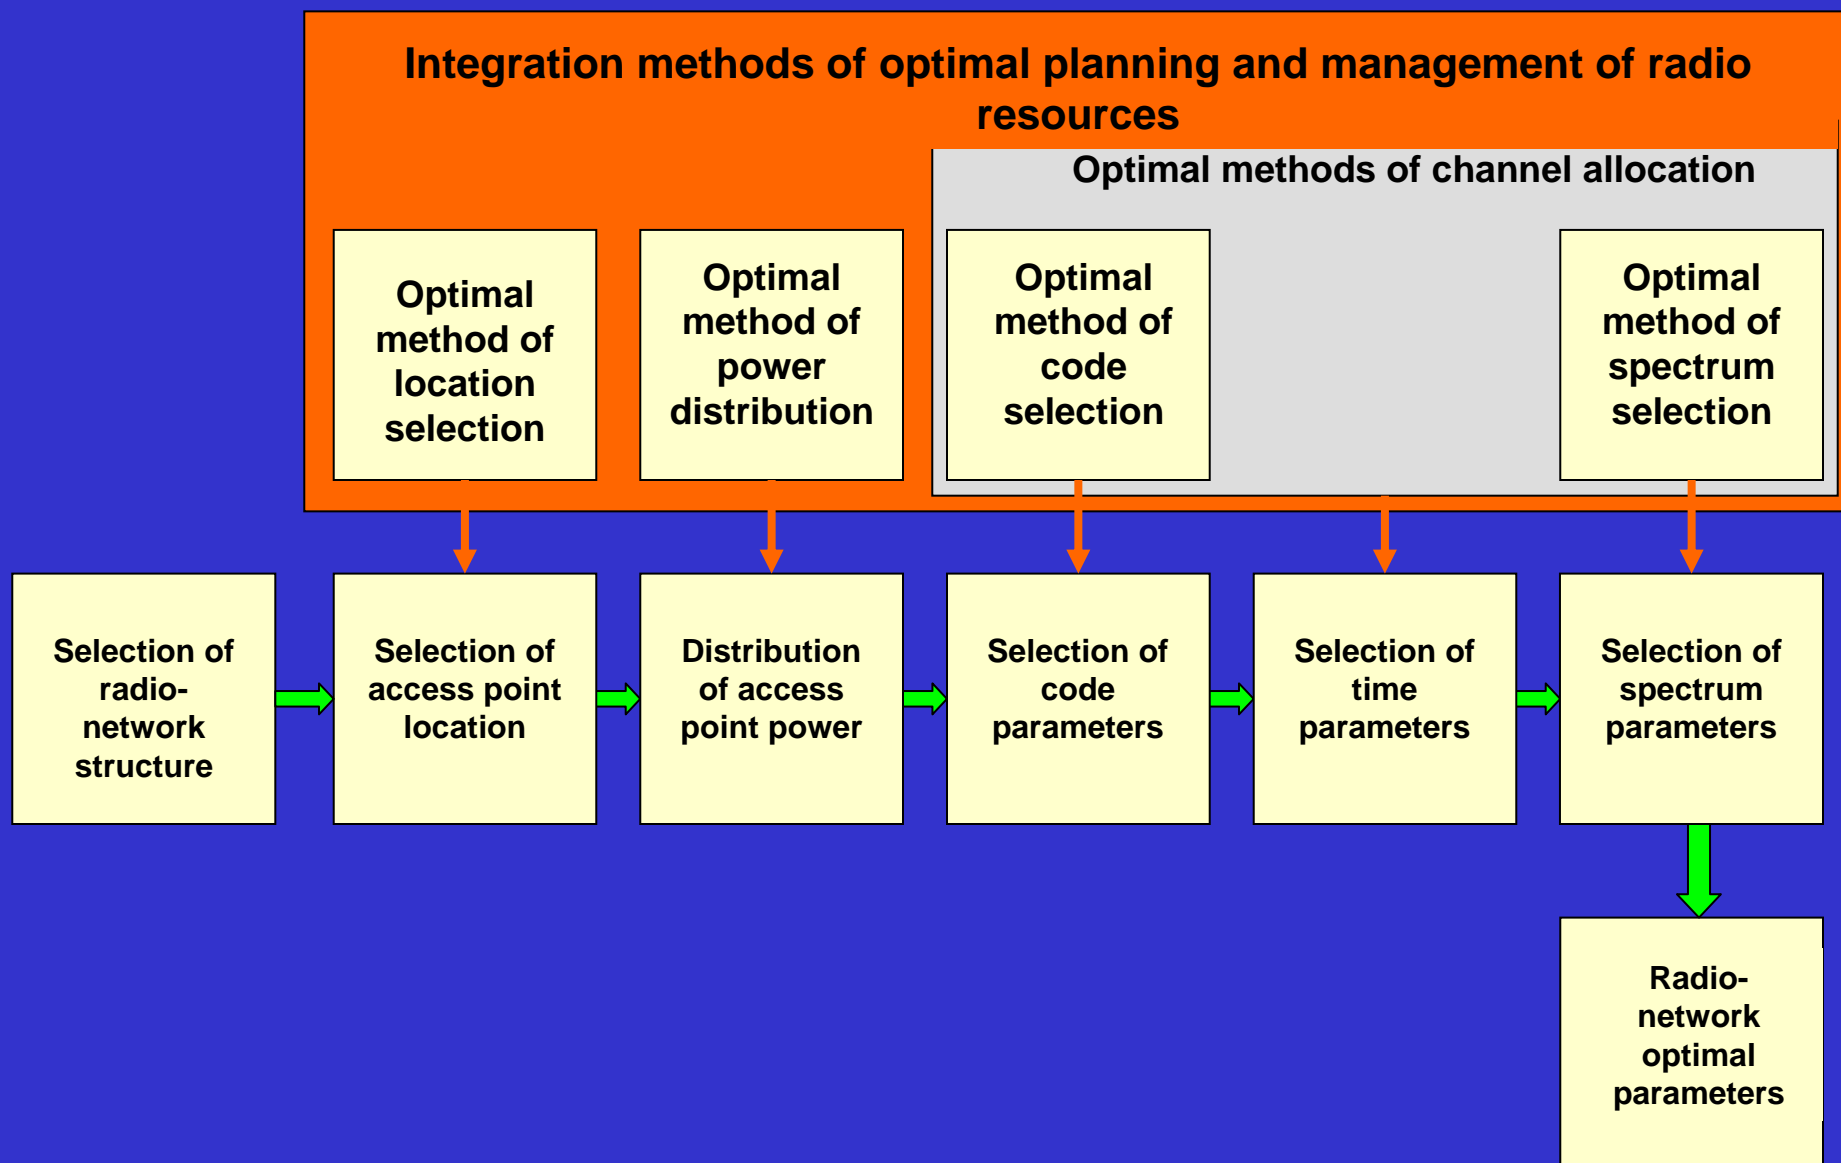 Integration methods of optimal planning and management of radio
resources
Optimal methods of channel allocation
Optimal
method of
location
selection
Optimal
method of
power
distribution
Optimal
method of
code
selection
Optimal
method of
spectrum
selection
Selection of
radio-
network
structure
Selection of
access point
location
Distribution
of access
point power
Selection of
code
parameters
Selection of
time
parameters
Selection of
spectrum
parameters
Radio-
network
optimal
parameters